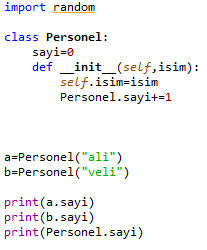 import random
class Personel:
    sayi=0
    def __init__(self,isim):
        self.isim=isim
        Personel.sayi+=1
a=Personel("ali")
b=Personel("veli")
print(a.sayi)
print(b.sayi)
print(Personel.sayi)